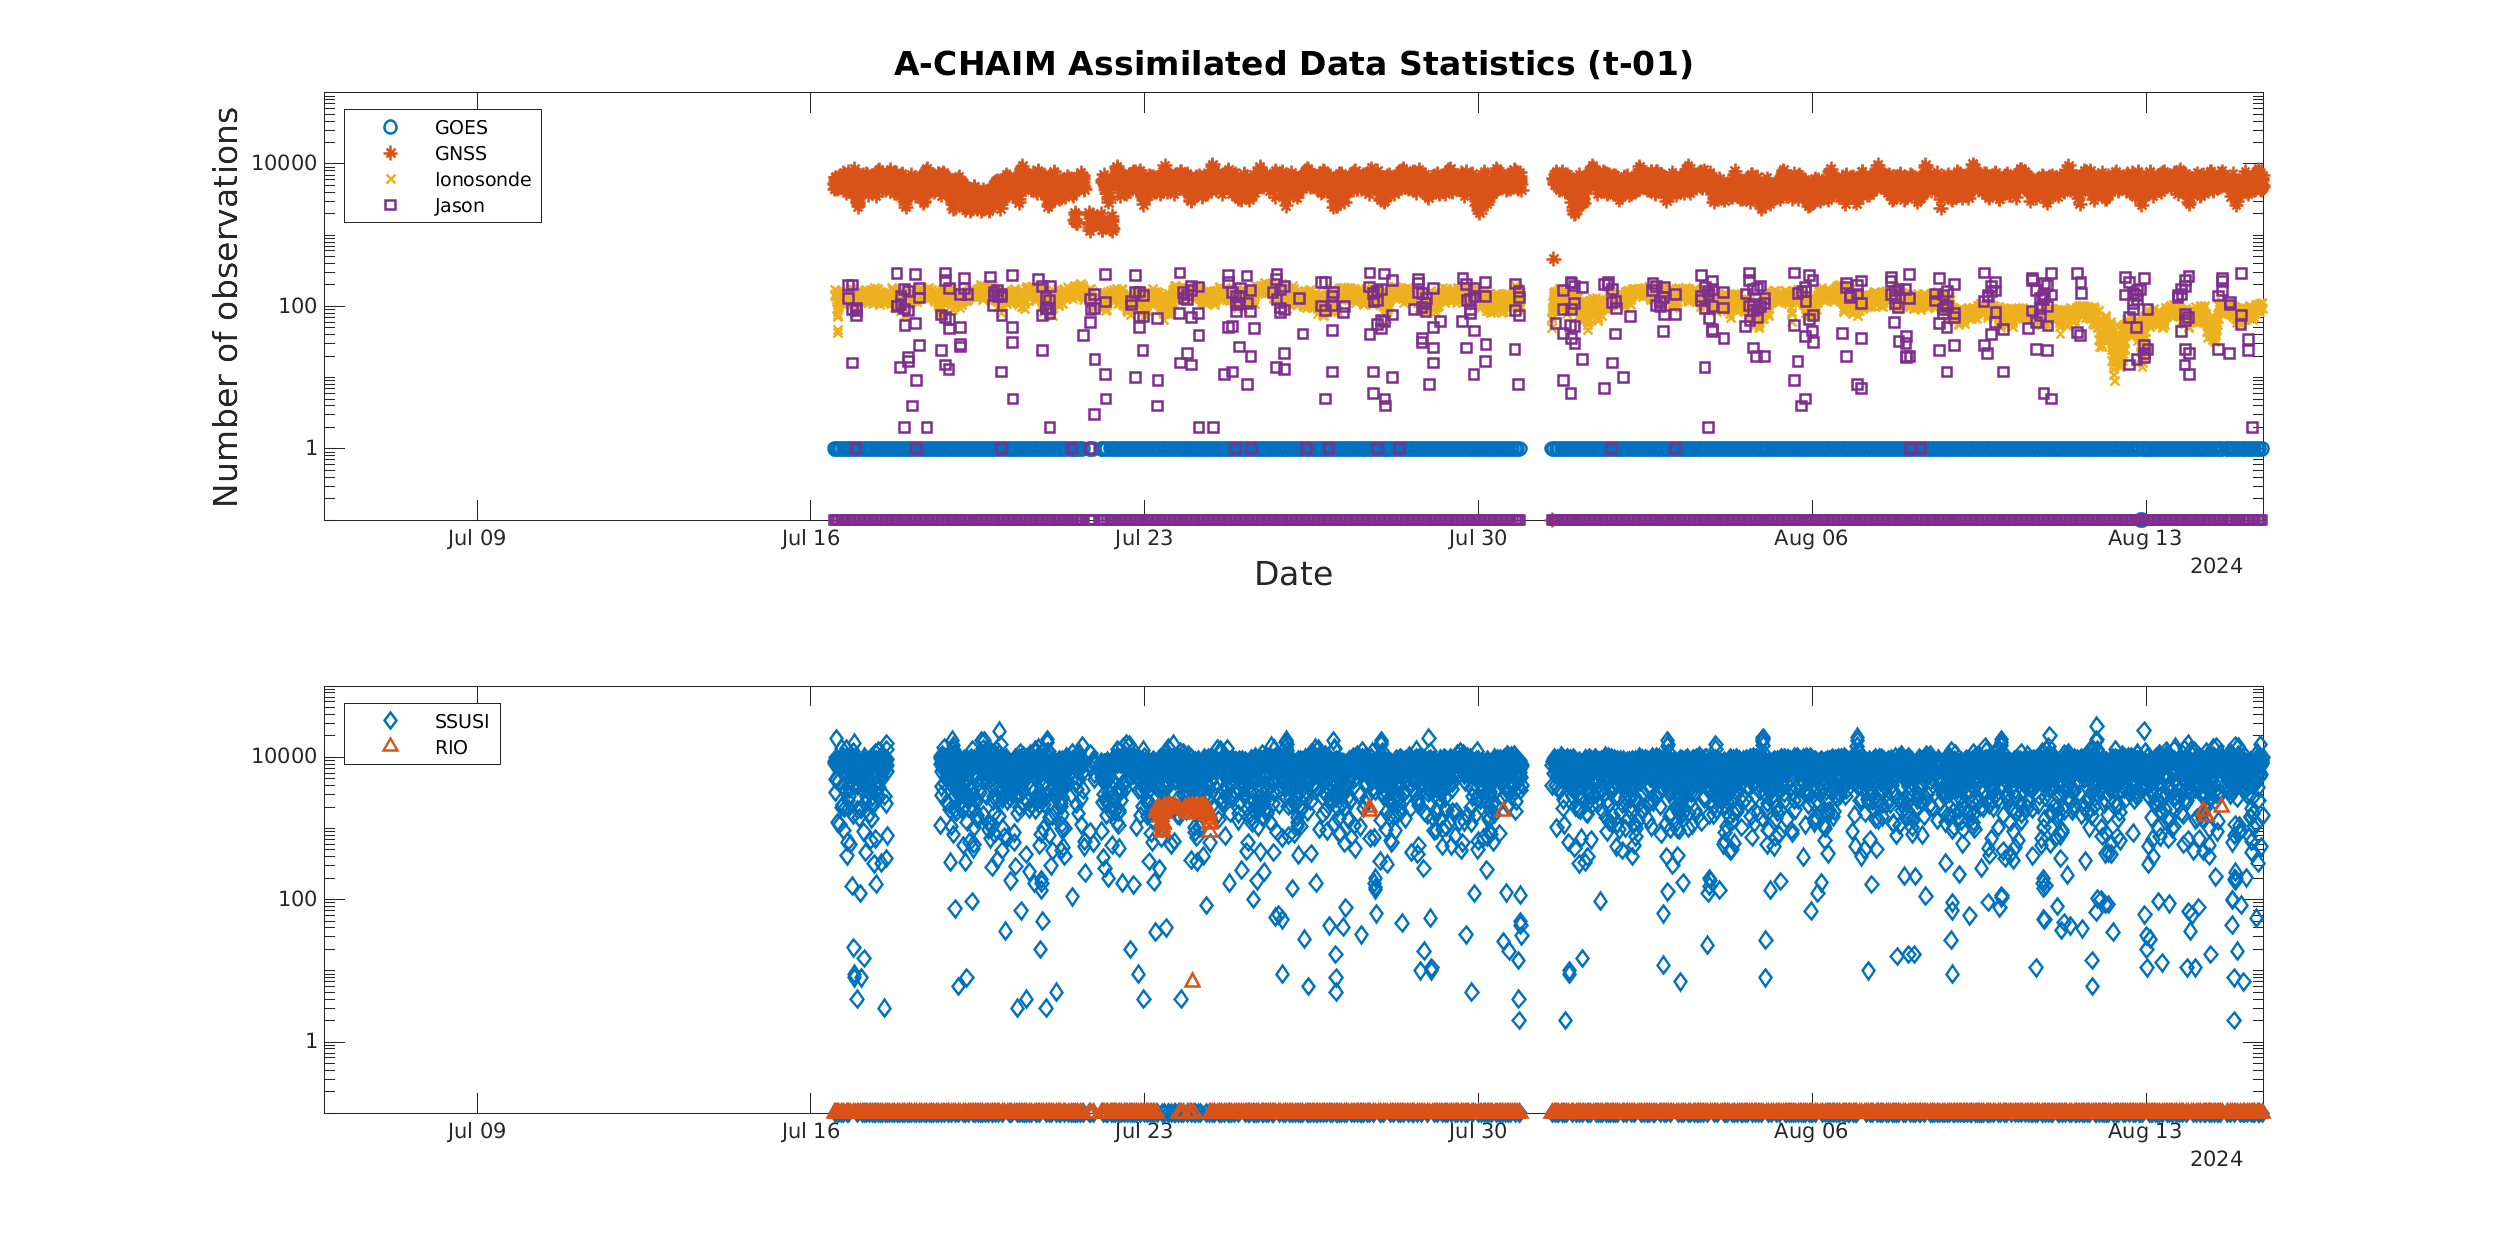 A-CHAIM Assimilated Data Statistics (t-01)
Number of observations
GOES
GNSS
Ionosonde
Jason
10000
100
1
Jul 09 Jul 16 Jul 23 Jul 30 Aug 06 Aug 13
2024
Date
SSUSI
RIO
10000
100
1
Jul 09 Jul 16 Jul 23 Jul 30 Aug 06 Aug 13
2024